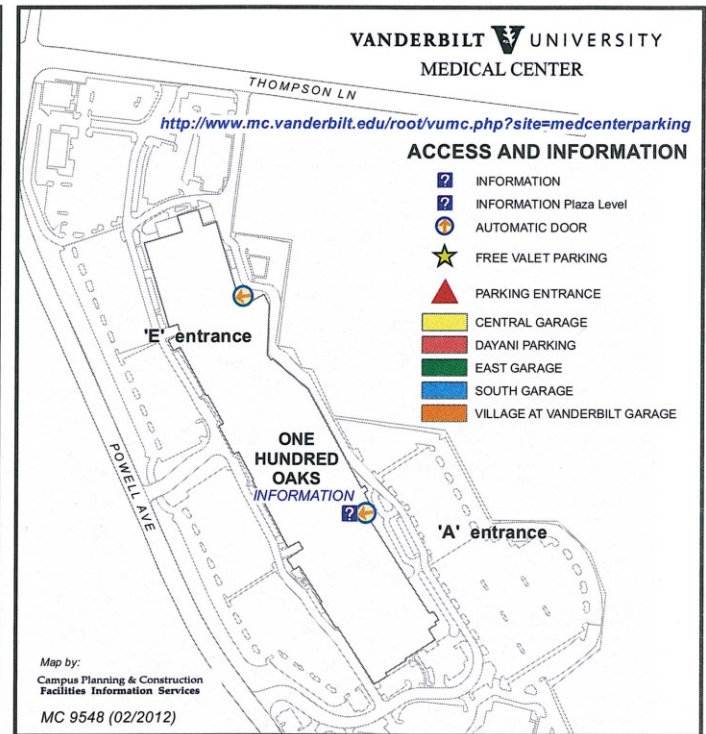 VANDERBILT V UNIVERSITY
MEDICAL CENTER
THOMPSON LN
http://www.mc.vanderbilt.edu/root/vumc.php?site=medcenterparking
ACCESS AND INFORMATION
? INFORMATION
? INFORMATION Plaza Level
AUTOMATIC DOOR
FREE VALET PARKING
PARKING ENTRANCE
CENTRAL GARAGE
DAYANI PARKING
EAST GARAGE
SOUTH GARAGE
VILLAGE AT VANDERBILT GARAGE
'E' entrance
POWELL AVE
ONE
HUNDRED
OAKS
INFORMATION
?
'A' entrance
Map by:
Campus Planning & Construction
Facilities Information Services
MC 9548 (02/2012)